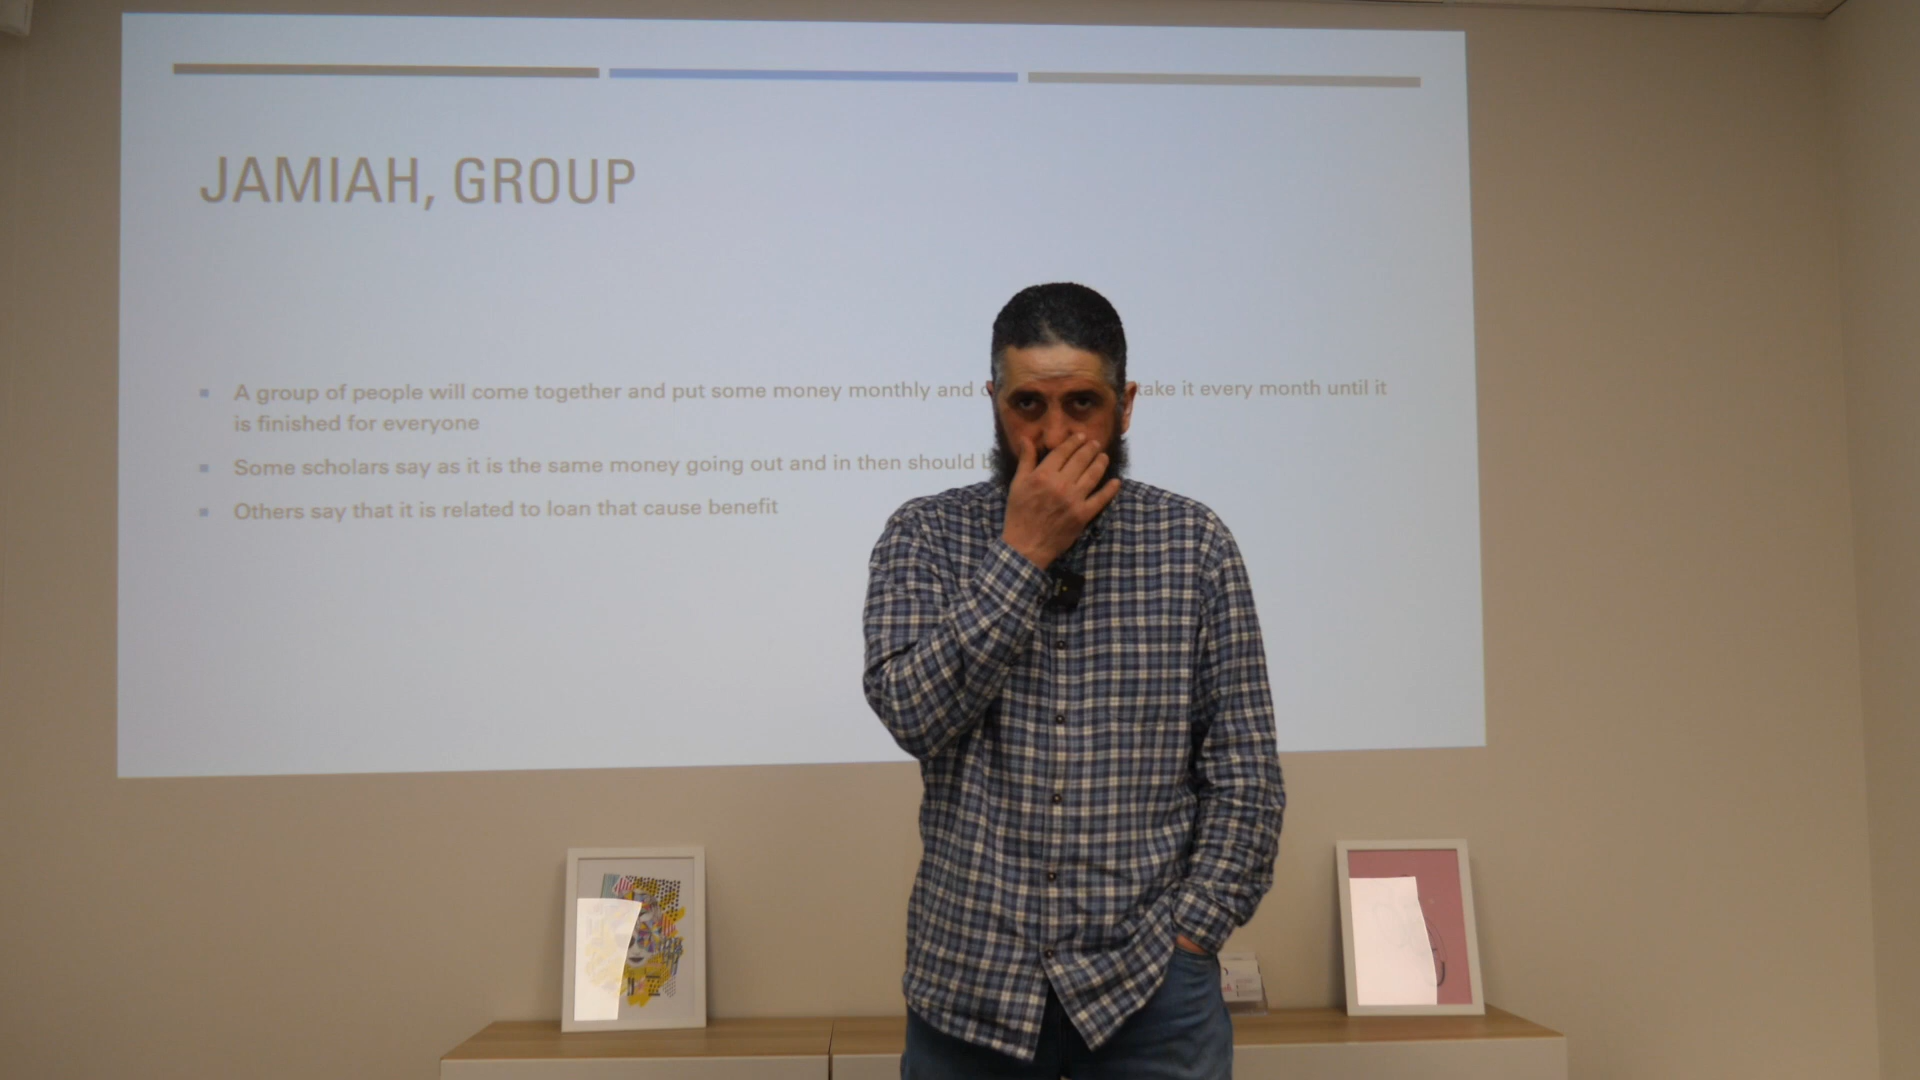 JAMIAH, GROUP
A group of people will come together and put some money monthly and take it every month until it
is finished for everyone
Some scholars say as it is the same money going out and in then should
Others say that it is related to loan that cause benefit